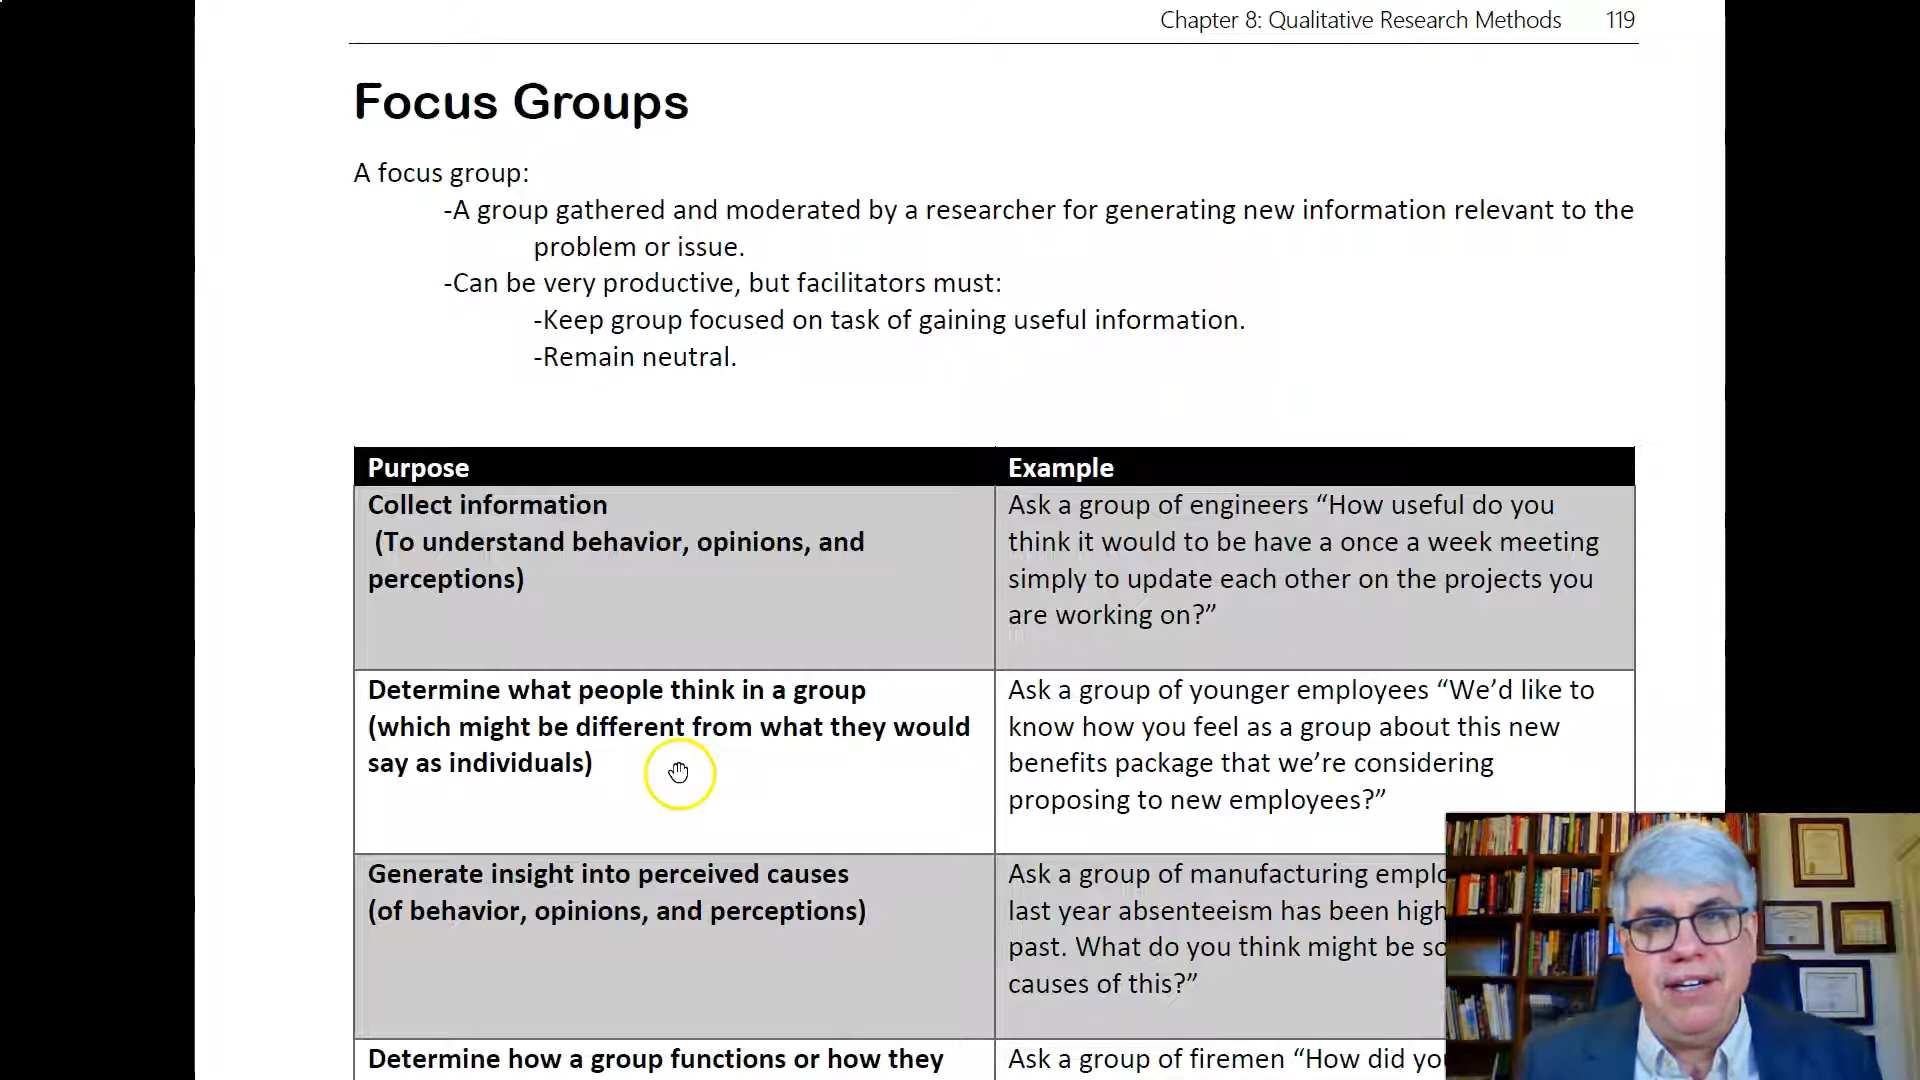 Chapter 8: Qualitative Research Methods 119
Focus Groups
A focus group:
-A group gathered and moderated by a researcher for generating new information relevant to the
problem or issue.
-Can be very productive, but facilitators must:
-Keep group focused on task of gaining useful information.
-Remain neutral.
Purpose
Example
Collect information
(To understand behavior, opinions, and
perceptions)
Ask a group of engineers “How useful do you
think it would to be have a once a week meeting
simply to update each other on the projects you
are working on?”
Determine what people think in a group
(which might be different from what they would
say as individuals)
Ask a group of younger employees “We’d like to
know how you feel as a group about this new
benefits package that we’re considering
proposing to new employees?”
Generate insight into perceived causes
(of behavior, opinions, and perceptions)
Ask a group of manufacturing
last year absenteeism has been high
past. What do you think might be
causes of this?”
Determine how a group functions or how they
Ask a group of firemen “How did